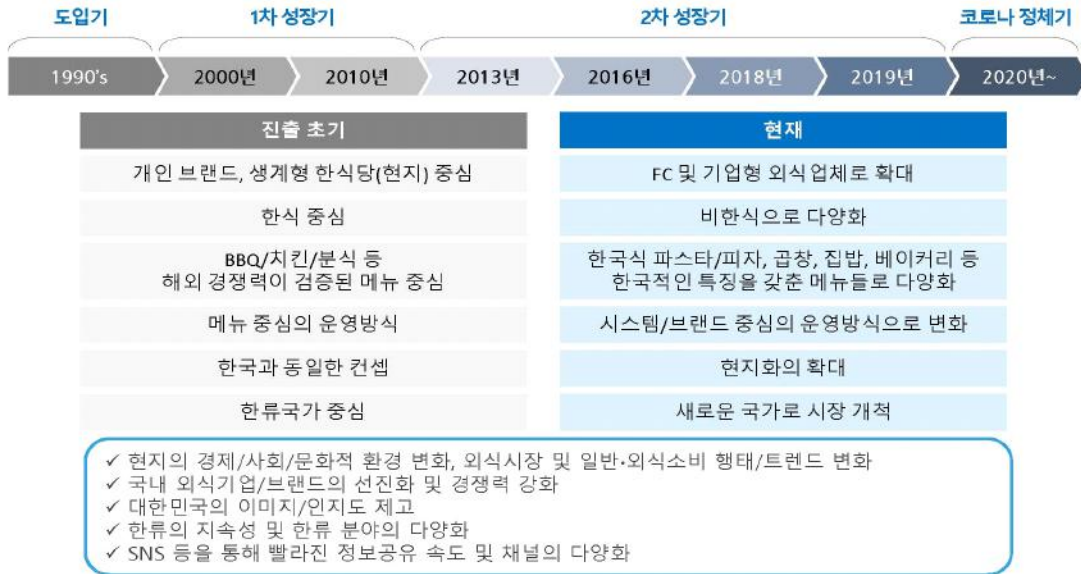 도입기 1차 성장기 2차 성장기 코로나 정체기
1990's 2000년 2010년 2013년 2016년 2018년 2019년 2020년~
진출 초기 현재
개인 브랜드, 생계형 한식당(현지) 중심 FC 및 기업형 외식업체로 확대
한식 중심 비한식으로 다양화
BBQ/치킨/분식 등
해외 경쟁력이 검증된 메뉴 중심
한국식 파스타/피자, 곱창, 집밥, 베이커리 등
한국적인 특징을 갖춘 메뉴들로 다양화
메뉴 중심의 운영방식 시스템/브랜드 중심의 운영방식으로 변화
한국과 동일한 컨셉 현지화의 확대
한류국가 중심 새로운 국가로 시장 개척
✓ 현지의 경제/사회/문화적 환경 변화, 외식시장 및 일반·외식소비 행태/트렌드 변화
✓ 국내 외식기업/브랜드의 선진화 및 경쟁력 강화
✓ 대한민국의 이미지/인지도 제고
✓ 한류의 지속성 및 한류 분야의 다양화
✓ SNS 등을 통해 빨라진 정보공유 속도 및 채널의 다양화